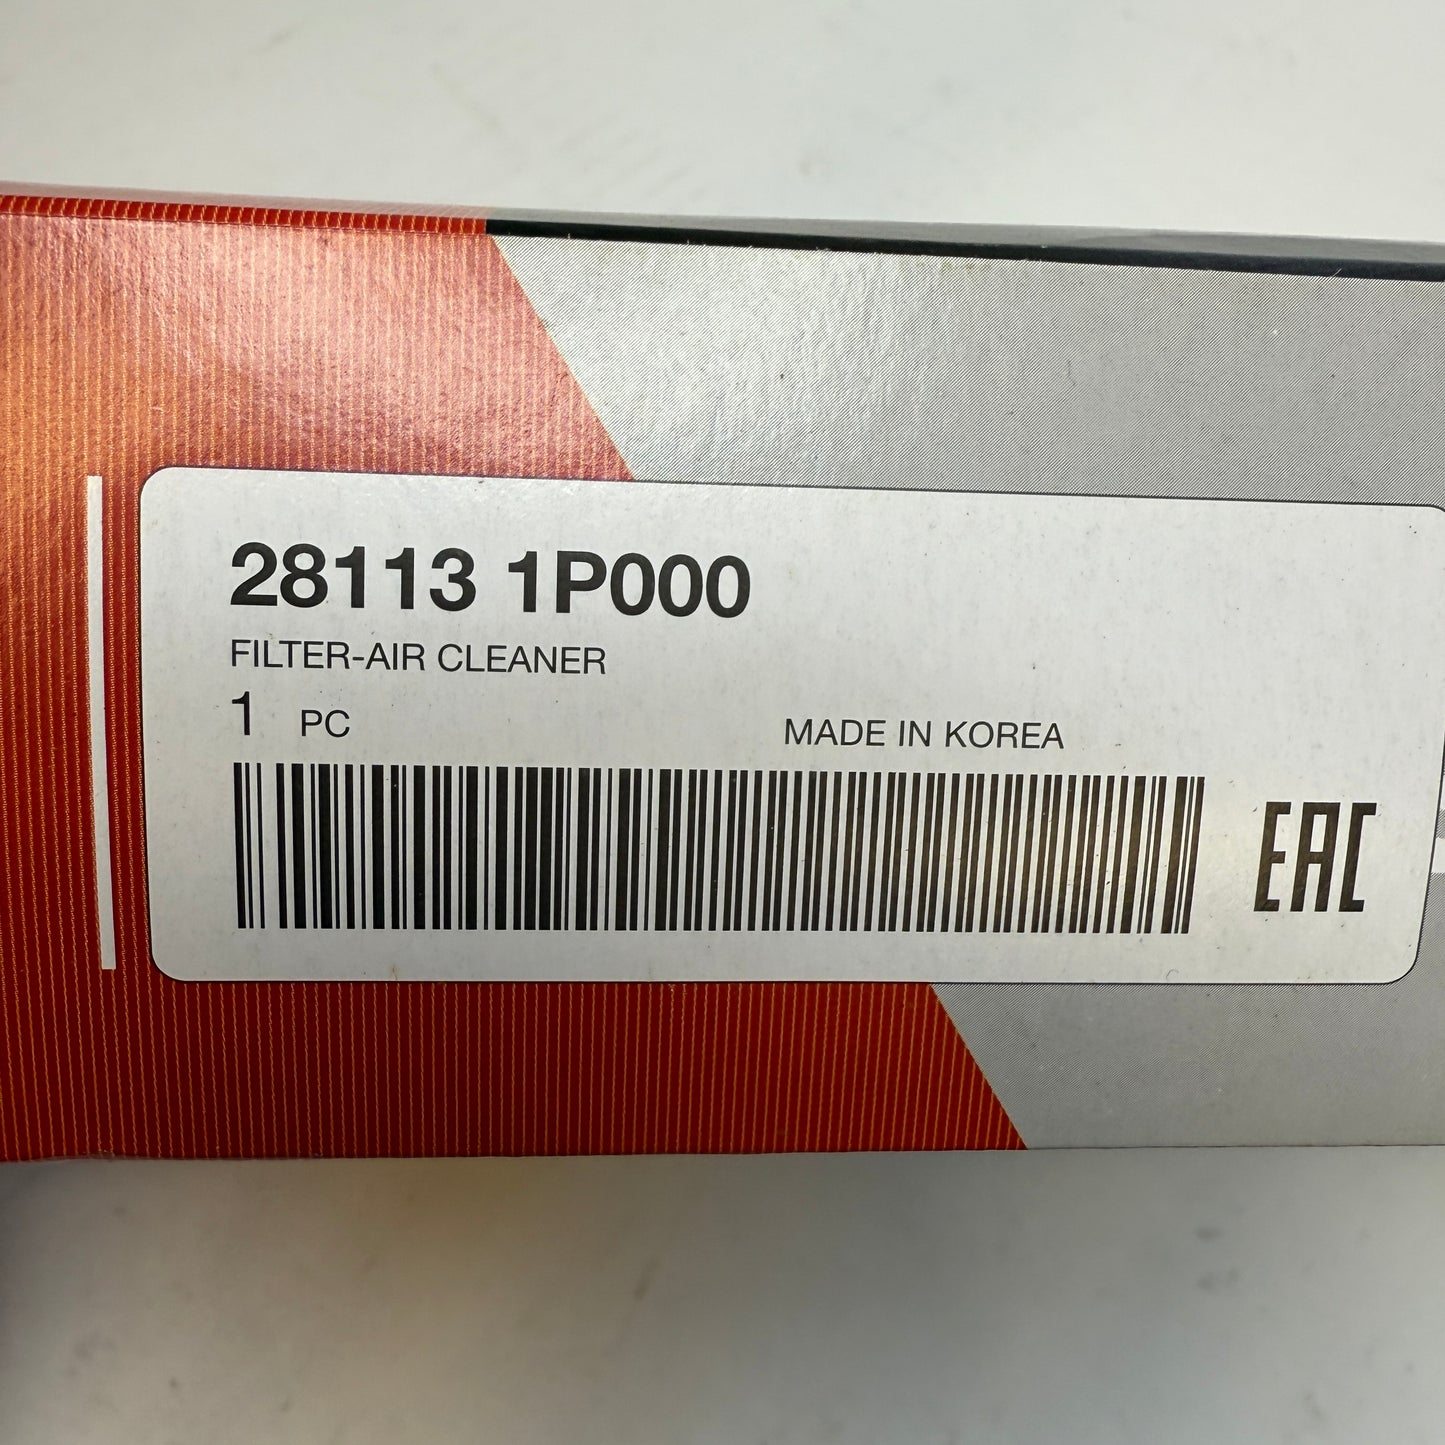 28113 1P000
FILTER-AIR CLEANER
1 PC
MADE IN KOREA
EAC